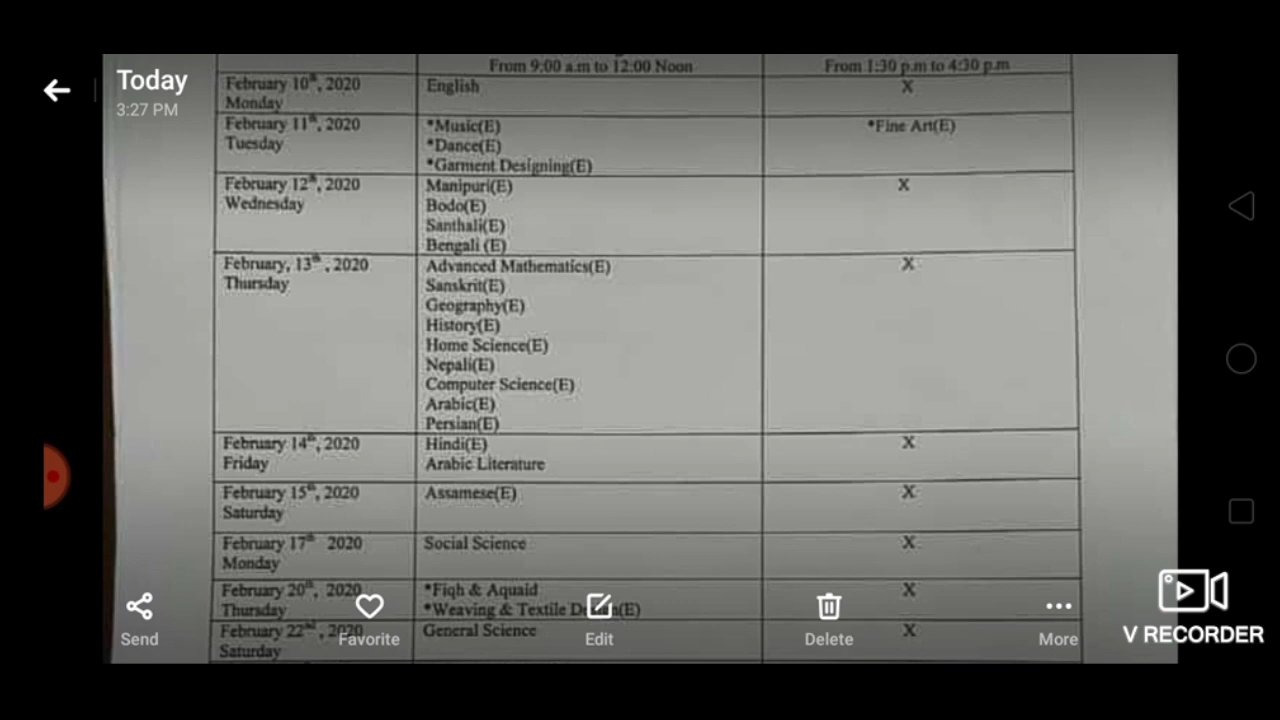 Today
3:27 PM
From 9:00 a.m to 12:00 Noon From 1:30 p.m to 4:30 p.m
February 10th, 2020 English X
Monday
February 11th, 2020 *Music(E) *Fine Art(E)
Tuesday *Dance(E)
*Garment Designing(E)
February 12th, 2020 Manipuri(E) X
Wednesday Bodo(E)
Santhali(E)
Bengali (E)
February, 13th , 2020 Advanced Mathematics(E) X
Thursday Sanskrit(E)
Geography(E)
History(E)
Home Science(E)
Nepali(E)
Computer Science(E)
Arabic(E)
Persian(E)
February 14th, 2020 Hindi(E) X
Friday Arabic Literature
February 15th, 2020 Assamese(E) X
Saturday
February 17th 2020 Social Science X
Monday
February 20th, 2020 *Fiqh & Aquaid X
Thursday *Weaving & Textile Design(E)
February 22nd, 2020 General Science X
Saturday
Send Favorite Edit Delete More
V RECORDER